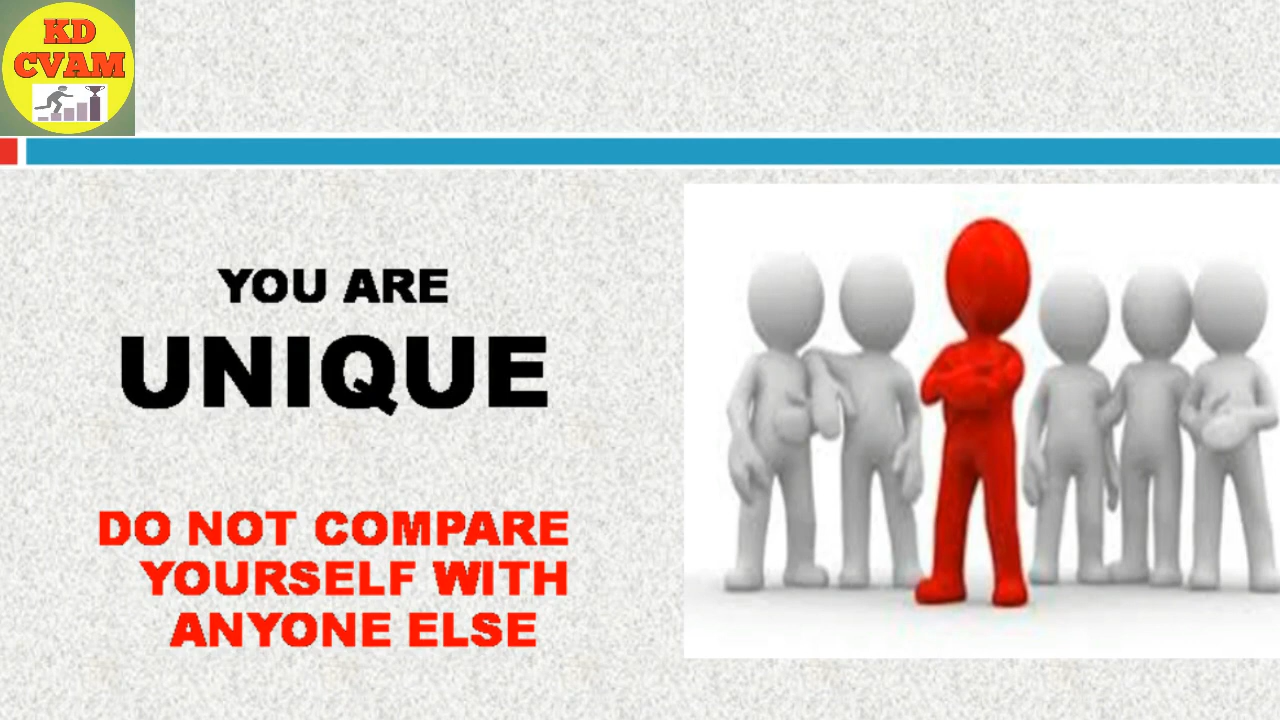 KD
CVAM
YOU ARE
UNIQUE
DO NOT COMPARE
YOURSELF WITH
ANYONE ELSE